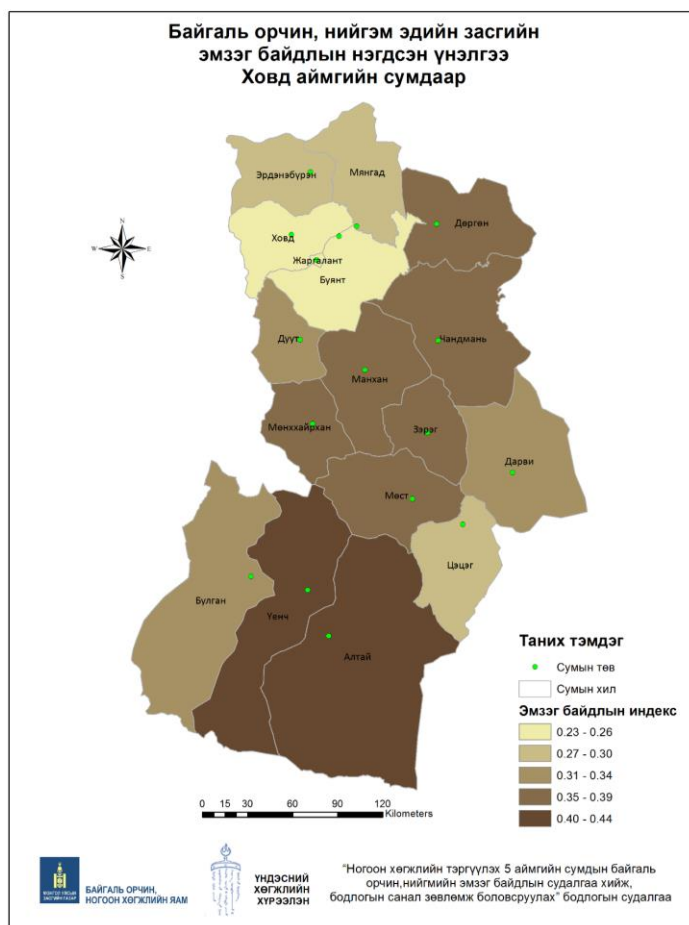 Байгаль орчин, нийгэм эдийн засгийн
эмзэг байдлын нэгдсэн үнэлгээ
Ховд аймгийн сумдаар
Мянгад
Эрдэнэбүрэн
N
W E
S
Ховд
Дөргөн
Жаргалант
Буянт
Дуут
Чандмань
Манхан
Мөнххайрхан
Зэрэг
Дарви
Мөст
Цэцэг
Булган
Үенч
Алтай
Таних тэмдэг
Сумын төв
Сумын хил
Эмзэг байдлын индекс
0.23 - 0.26
0.27 - 0.30
0.31 - 0.34
0.35 - 0.39
0.40 - 0.44
0 15 30 60 90 120
Kilometers
МОНГОЛ УЛСЫН
ЗАСГИЙН ГАЗАР
БАЙГАЛЬ ОРЧИН,
НОГООН ХӨГЖЛИЙН ЯАМ
ҮНДЭСНИЙ
ХӨГЖЛИЙН
ХҮРЭЭЛЭН
“Ногоон хөгжлийн тэргүүлэх 5 аймгийн сумдын байгаль
орчин,нийгмийн эмзэг байдлын судалгаа хийж,
бодлогын санал зөвлөмж боловсруулах” бодлогын судалгаа